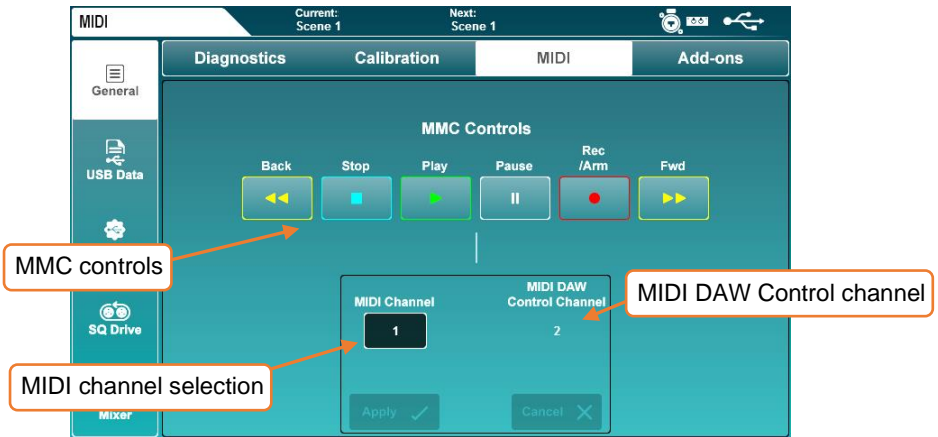 MIDI
Current:
Scene 1
Next:
Scene 1
Diagnostics
Calibration
MIDI
Add-ons
General
USB Data
SQ Drive
Mixer
MMC Controls
Back
Stop
Play
Pause
Rec
/Arm
Fwd
MMC controls
MIDI Channel
1
MIDI DAW
Control Channel
2
MIDI DAW Control channel
MIDI channel selection
Apply
Cancel